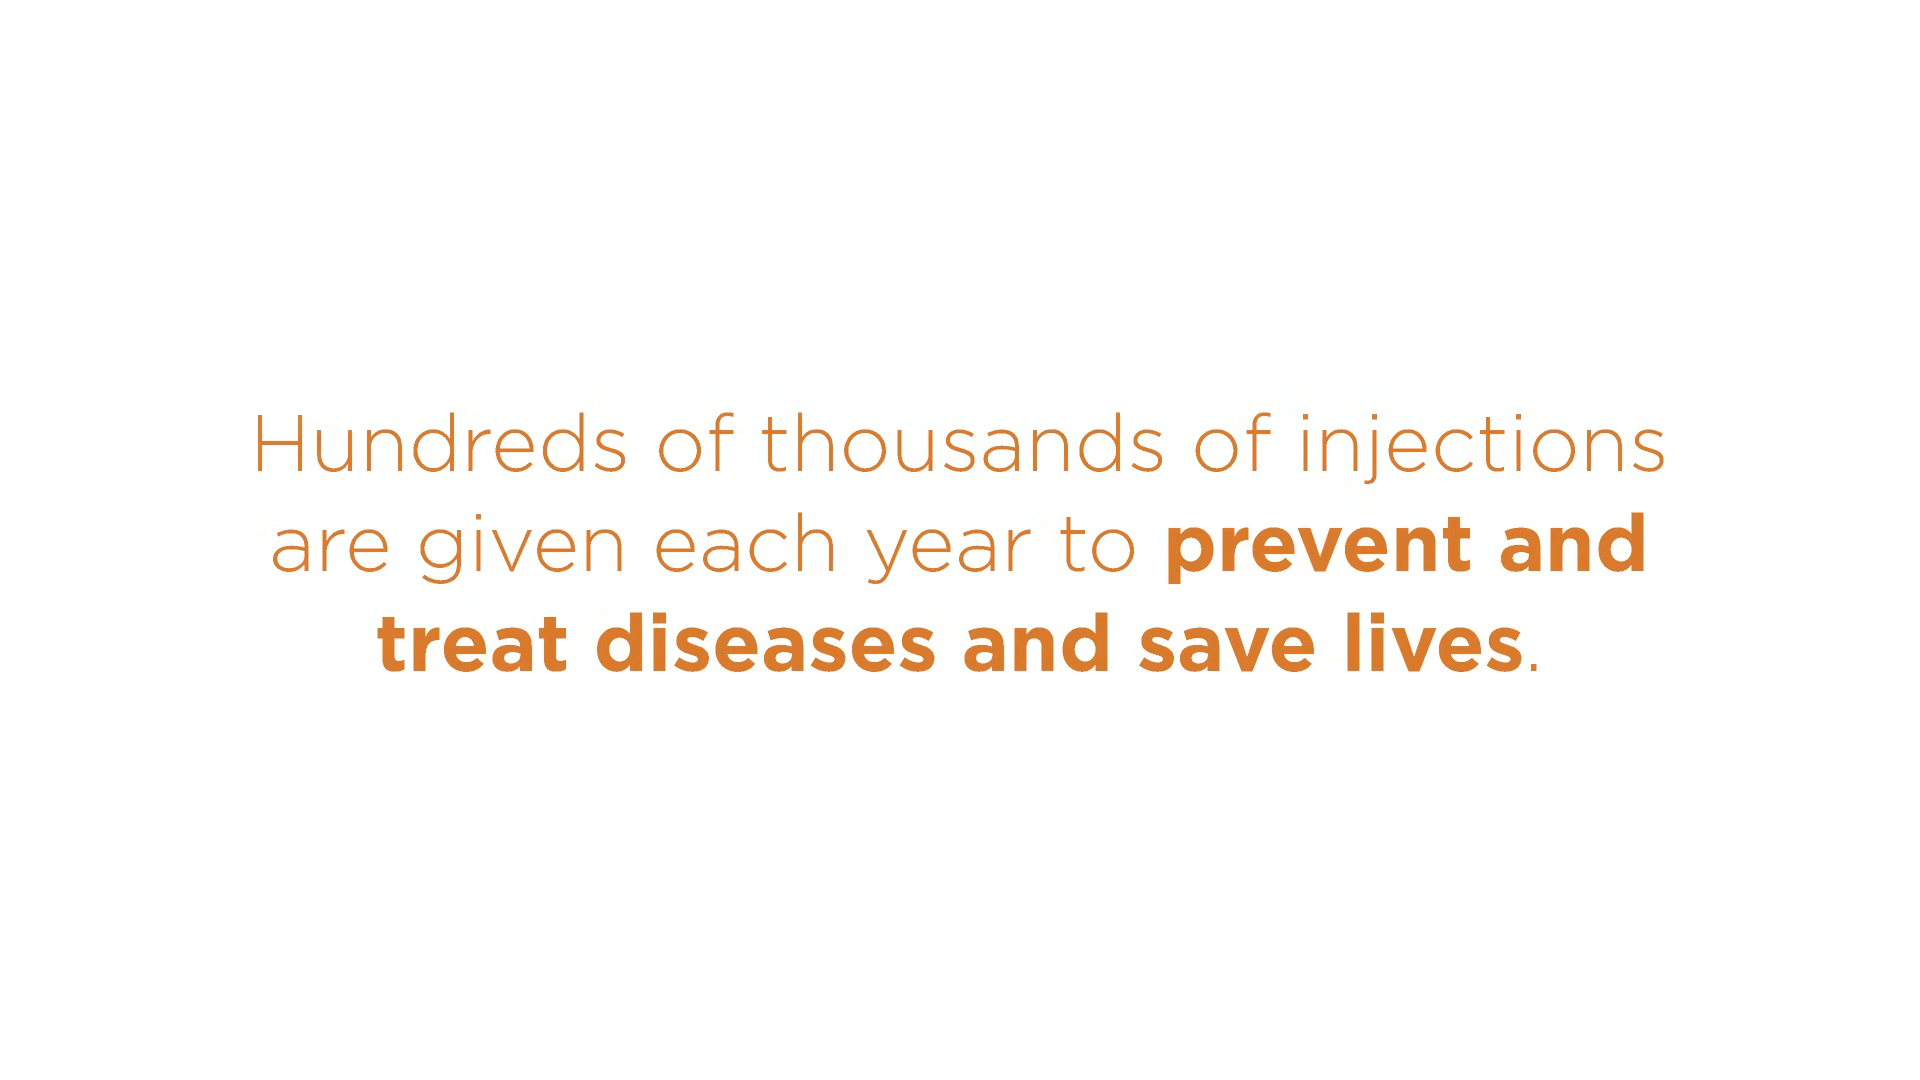 Hundreds of thousands of injections
are given each year to prevent and
treat diseases and save lives.